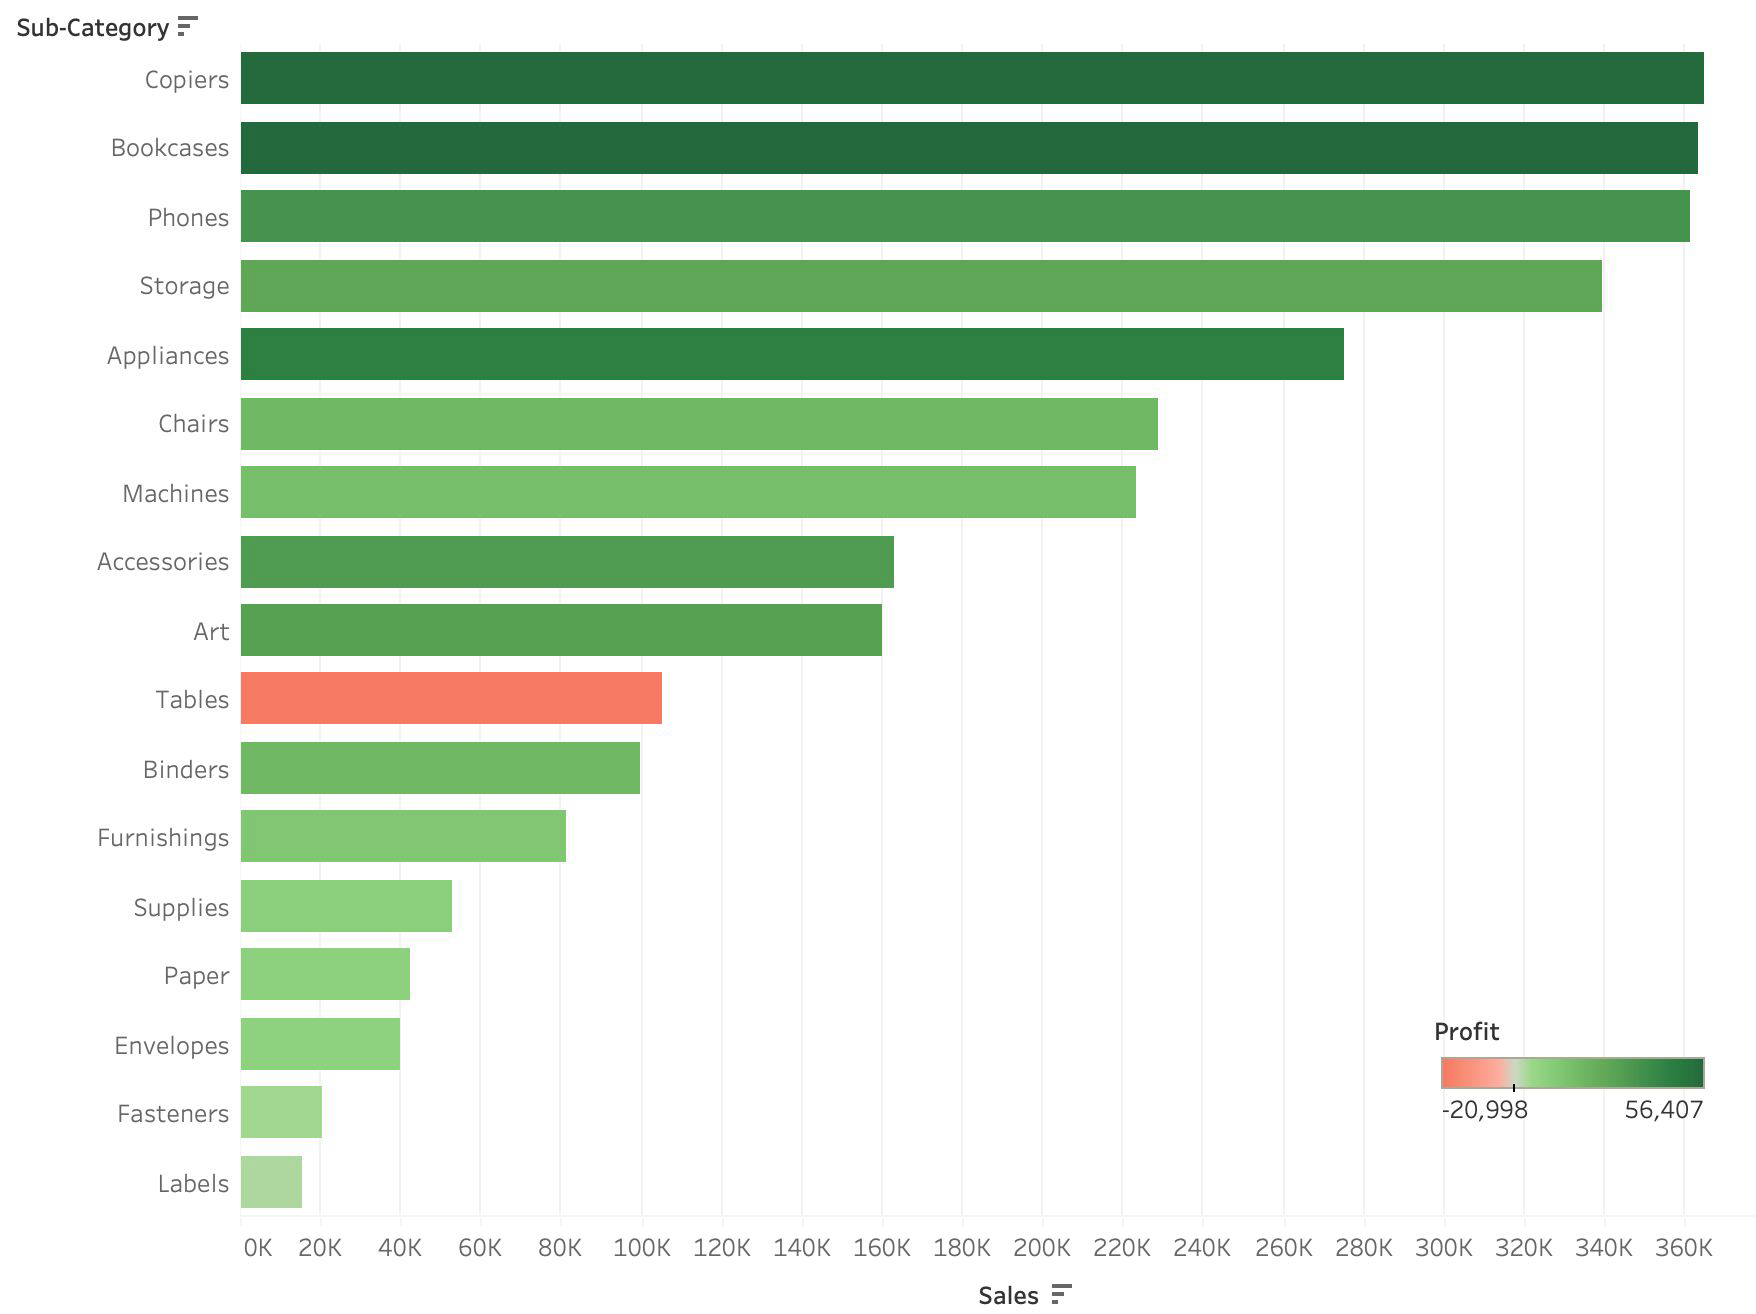 Sub-Category
Copiers
Bookcases
Phones
Storage
Appliances
Chairs
Machines
Accessories
Art
Tables
Binders
Furnishings
Supplies
Paper
Envelopes
Fasteners
Labels
Profit
-20,998 56,407
0K 20K 40K 60K 80K 100K 120K 140K 160K 180K 200K 220K 240K 260K 280K 300K 320K 340K 360K
Sales